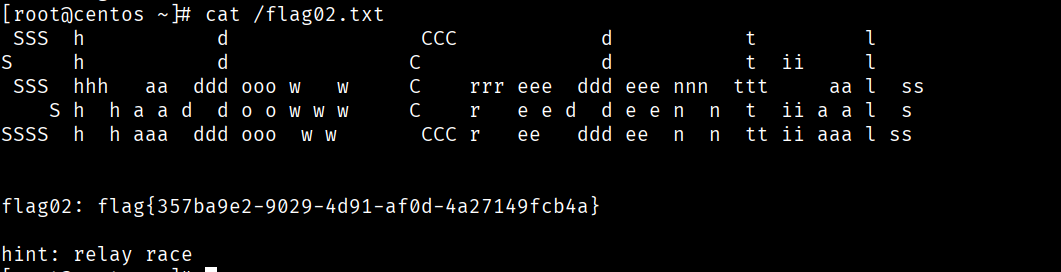 [root@centos ~]# cat /flag02.txt
 SSS  h           d                CCC            d           t         l
S     h           d               C               d           t  ii     l
 SSS  hhh   aa  ddd ooo w   w     C    rrr eee  ddd eee nnn  ttt     aa l  ss
    S h  h a a d  d o o w w w     C    r   e e d  d e e n  n  t  ii a a l  s
SSSS  h  h aaa  ddd ooo  w w       CCC r   ee   ddd ee  n  n  tt ii aaa l ss
flag02: flag{357ba9e2-9029-4d91-af0d-4a27149fcb4a}
hint: relay race